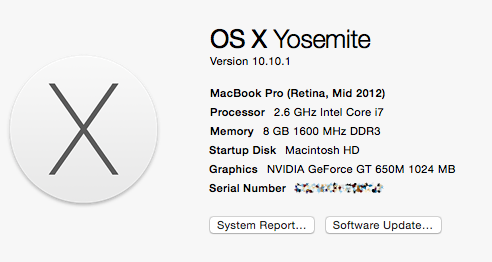 OS X Yosemite
Version 10.10.1
MacBook Pro (Retina, Mid 2012)
Processor 2.6 GHz Intel Core i7
Memory 8 GB 1600 MHz DDR3
Startup Disk Macintosh HD
Graphics NVIDIA GeForce GT 650M 1024 MB
Serial Number
System Report... Software Update...